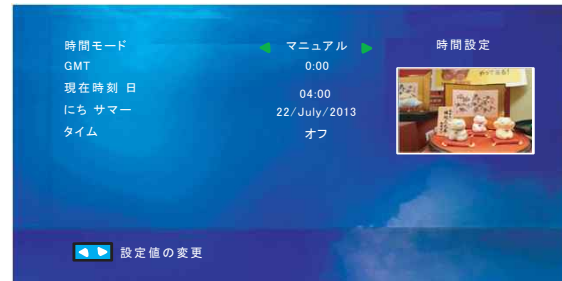 時間モード マニュアル 時間設定
GMT 0:00
現在時刻 日 04:00
にち サマー 22/July/2013
タイム オフ
設定値の変更